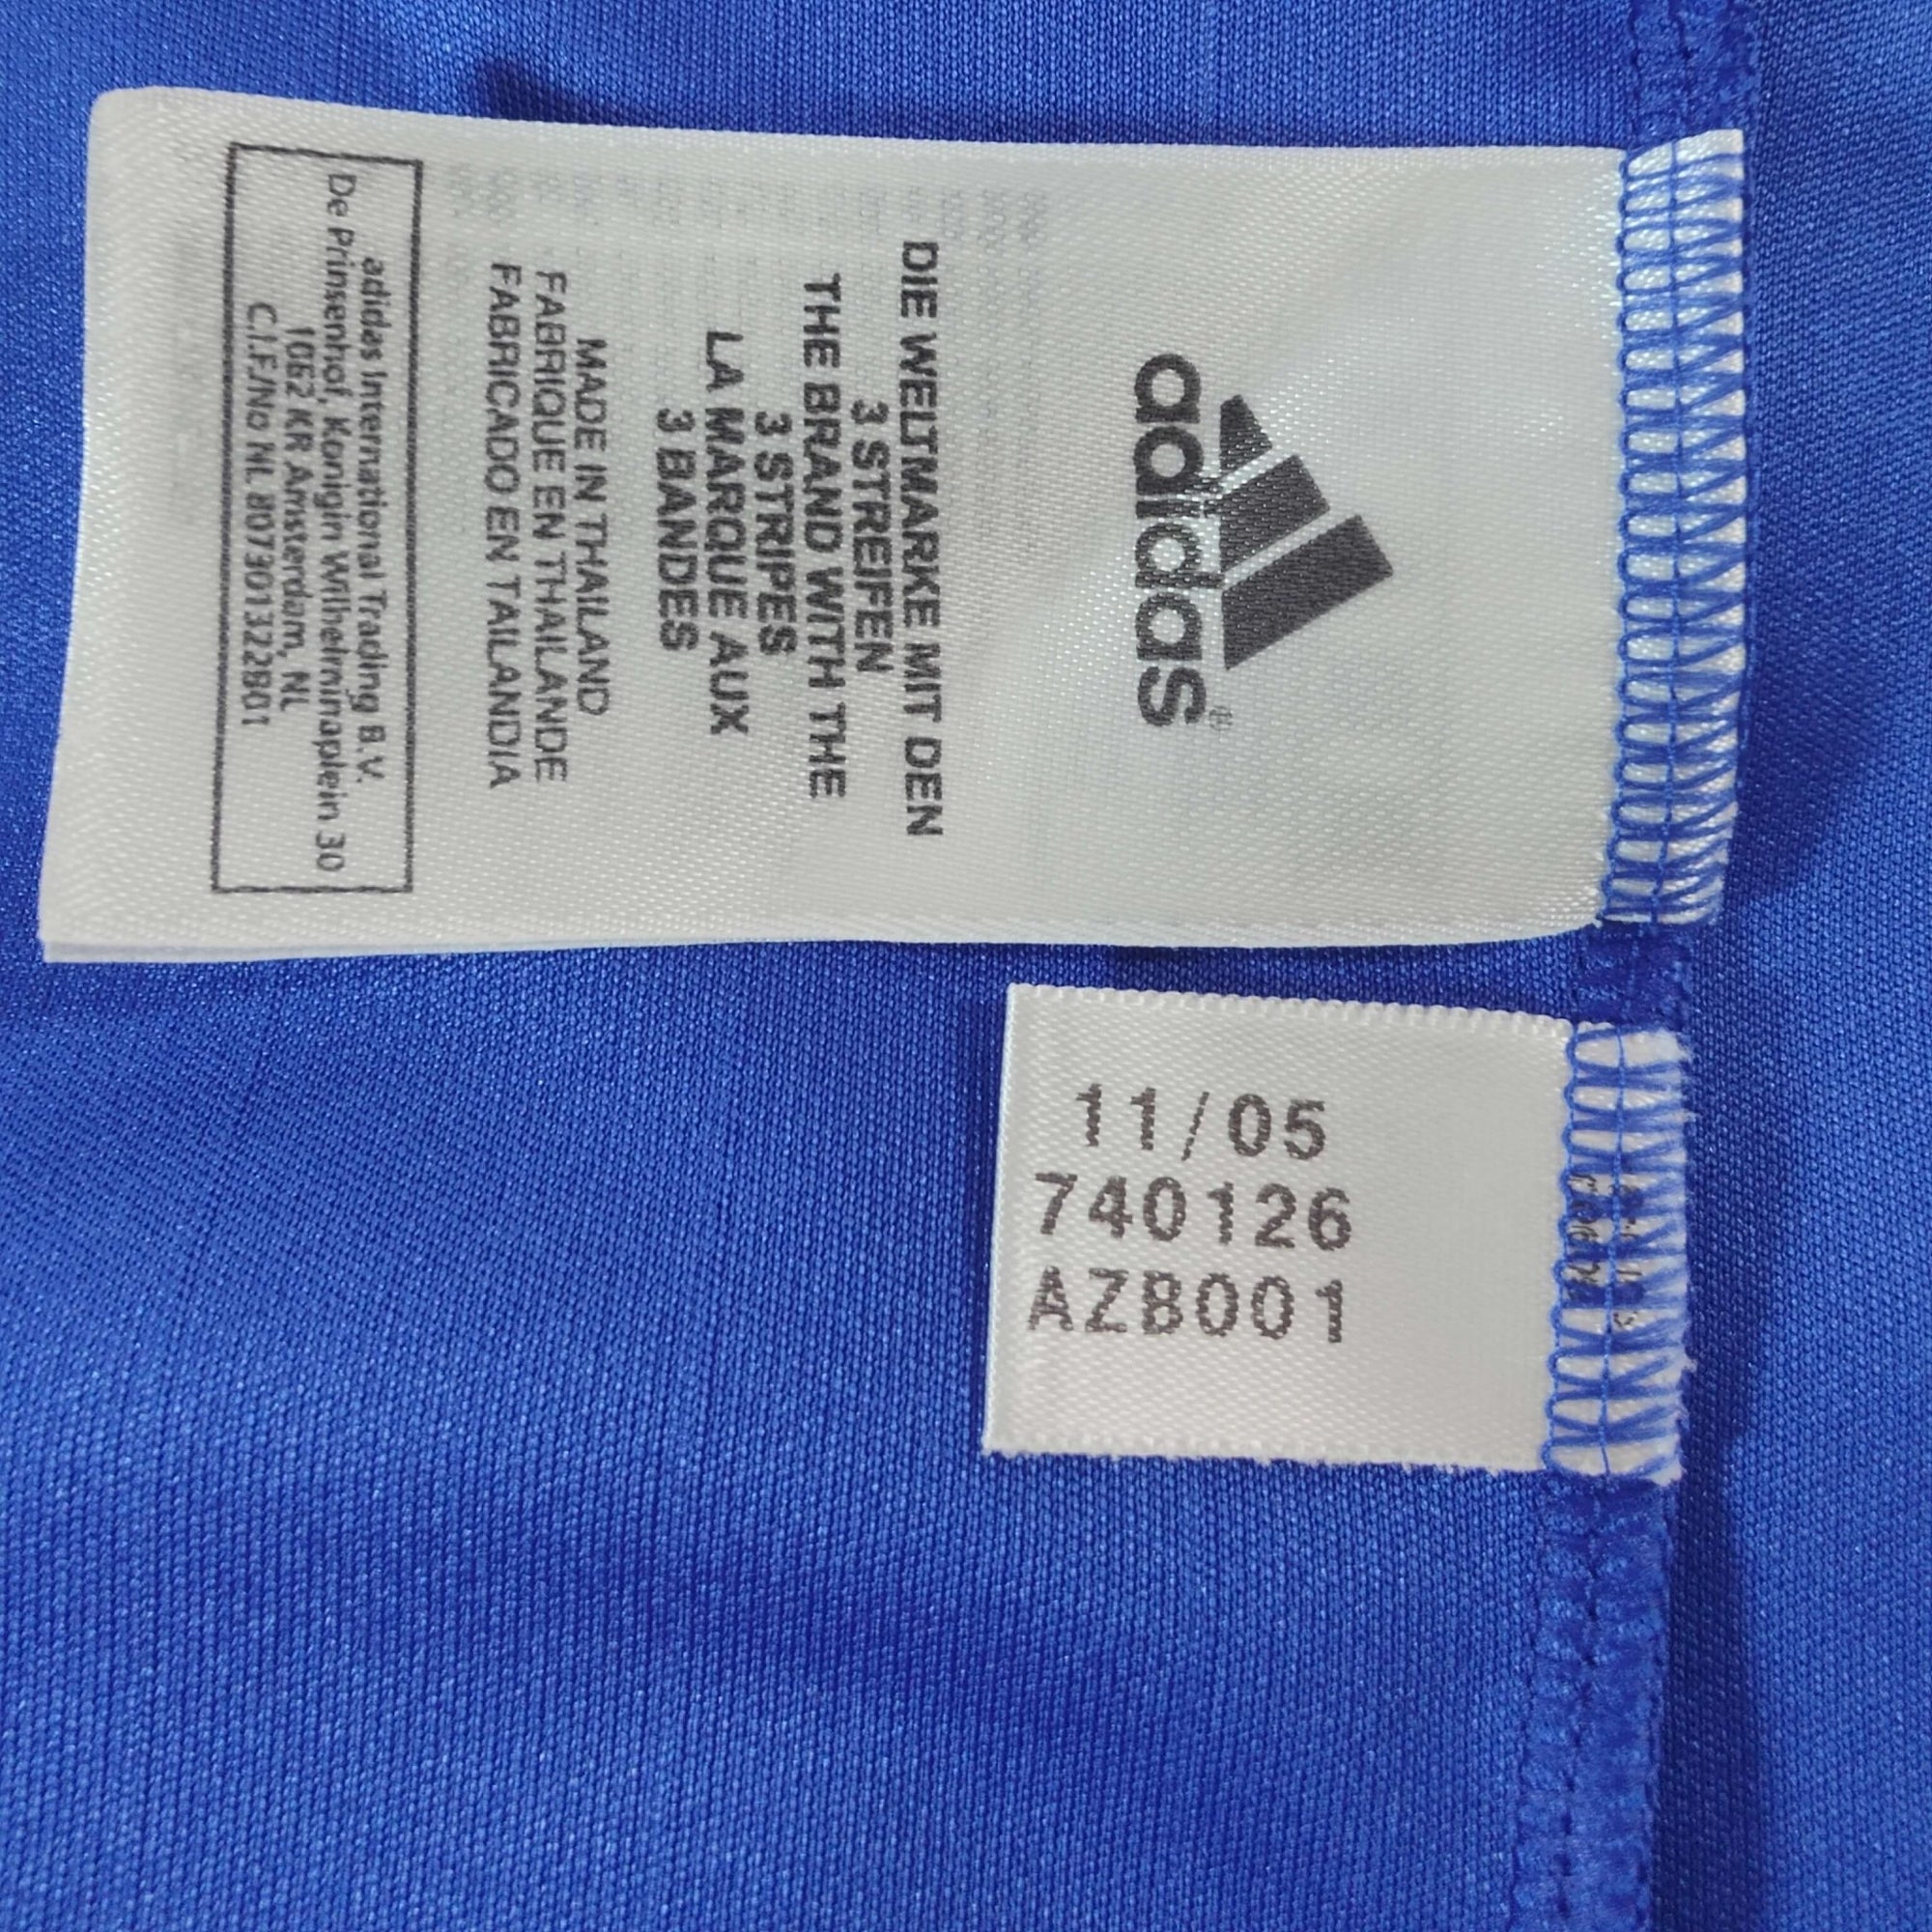 adidas®
DIE WELTMARKE MIT DEN
3 STREIFEN
THE BRAND WITH THE
3 STRIPES
LA MARQUE AUX
3 BANDES
MADE IN THAILAND
FABRIQUE EN THAILANDE
FABRICADO EN TAILANDIA
adidas International Trading B.V.
De Prinsenhof, Konigin Wilhelminaplein 30
1062 KR Amsterdam, NL
C.I.F./No NL 807901322B01
11/05
740126
AZB001